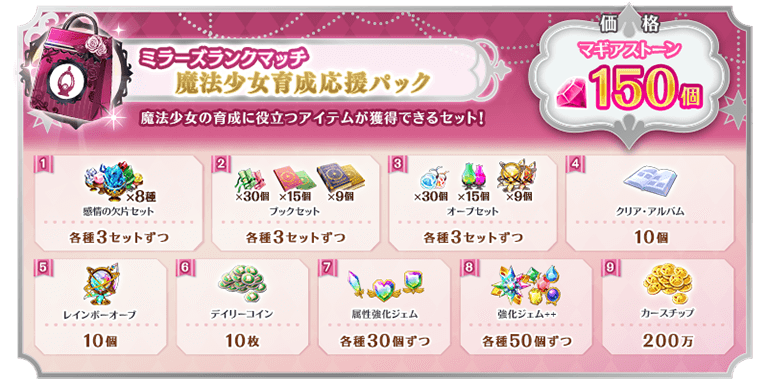 ミラーズランクマッチ
魔法少女育成応援パック
魔法少女の育成に役立つアイテムが獲得できるセット!
価格
マギアストーン
150個
1
×8種
感情の欠片セット
各種3セットずつ
2
×30個 ×15個 ×9個
ブックセット
各種3セットずつ
3
×30個 ×15個 ×9個
オーブセット
各種3セットずつ
4
クリア・アルバム
10個
5
レインボーオーブ
10個
6
デイリーコイン
10枚
7
属性強化ジェム
各種30個ずつ
8
強化ジェム++
各種50個ずつ
9
カースチップ
200万